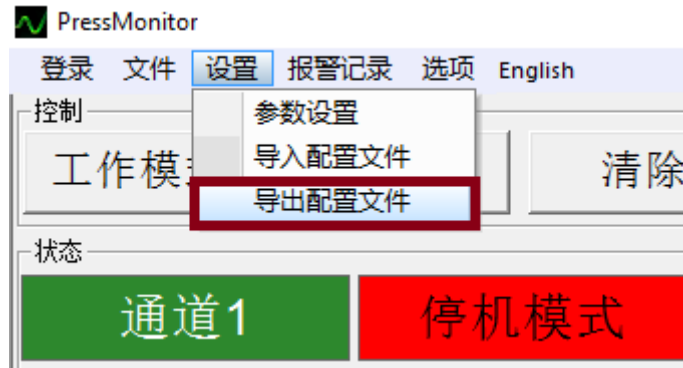 PressMonitor
登录 文件 设置 报警记录 选项 English
控制
参数设置
导入配置文件
导出配置文件
工作模
清除
状态
通道1 停机模式